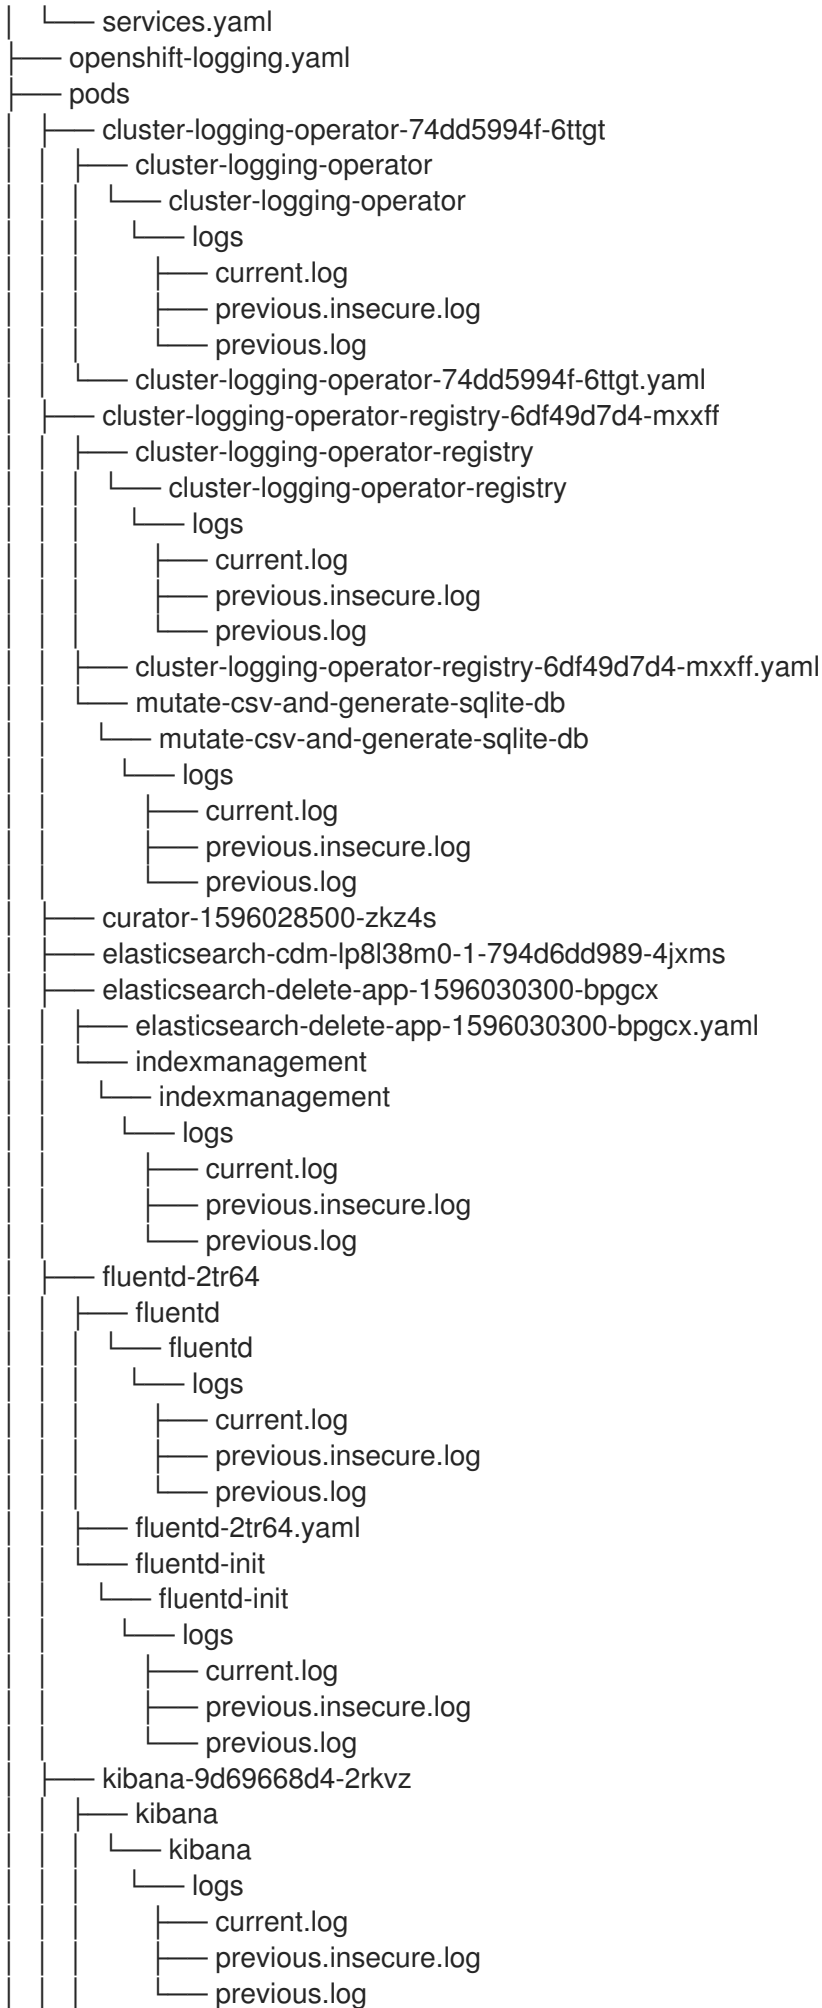 │ └── services.yaml
├── openshift-logging.yaml
├── pods
│ ├── cluster-logging-operator-74dd5994f-6ttgt
│ │ ├── cluster-logging-operator
│ │ │ └── cluster-logging-operator
│ │ │ └── logs
│ │ │ ├── current.log
│ │ │ ├── previous.insecure.log
│ │ │ └── previous.log
│ │ └── cluster-logging-operator-74dd5994f-6ttgt.yaml
│ ├── cluster-logging-operator-registry-6df49d7d4-mxxff
│ │ ├── cluster-logging-operator-registry
│ │ │ └── cluster-logging-operator-registry
│ │ │ └── logs
│ │ │ ├── current.log
│ │ │ ├── previous.insecure.log
│ │ │ └── previous.log
│ │ ├── cluster-logging-operator-registry-6df49d7d4-mxxff.yaml
│ │ └── mutate-csv-and-generate-sqlite-db
│ │ └── mutate-csv-and-generate-sqlite-db
│ │ └── logs
│ │ ├── current.log
│ │ ├── previous.insecure.log
│ │ └── previous.log
│ ├── curator-1596028500-zkz4s
│ ├── elasticsearch-cdm-lp8l38m0-1-794d6dd989-4jxms
│ ├── elasticsearch-delete-app-1596030300-bpgcx
│ │ ├── elasticsearch-delete-app-1596030300-bpgcx.yaml
│ │ └── indexmanagement
│ │ └── indexmanagement
│ │ └── logs
│ │ ├── current.log
│ │ ├── previous.insecure.log
│ │ └── previous.log
│ ├── fluentd-2tr64
│ │ ├── fluentd
│ │ │ └── fluentd
│ │ │ └── logs
│ │ │ ├── current.log
│ │ │ ├── previous.insecure.log
│ │ │ └── previous.log
│ │ ├── fluentd-2tr64.yaml
│ │ └── fluentd-init
│ │ └── fluentd-init
│ │ └── logs
│ │ ├── current.log
│ │ ├── previous.insecure.log
│ │ └── previous.log
│ ├── kibana-9d69668d4-2rkvz
│ │ ├── kibana
│ │ │ └── kibana
│ │ │ └── logs
│ │ │ ├── current.log
│ │ │ ├── previous.insecure.log
│ │ │ └── previous.log